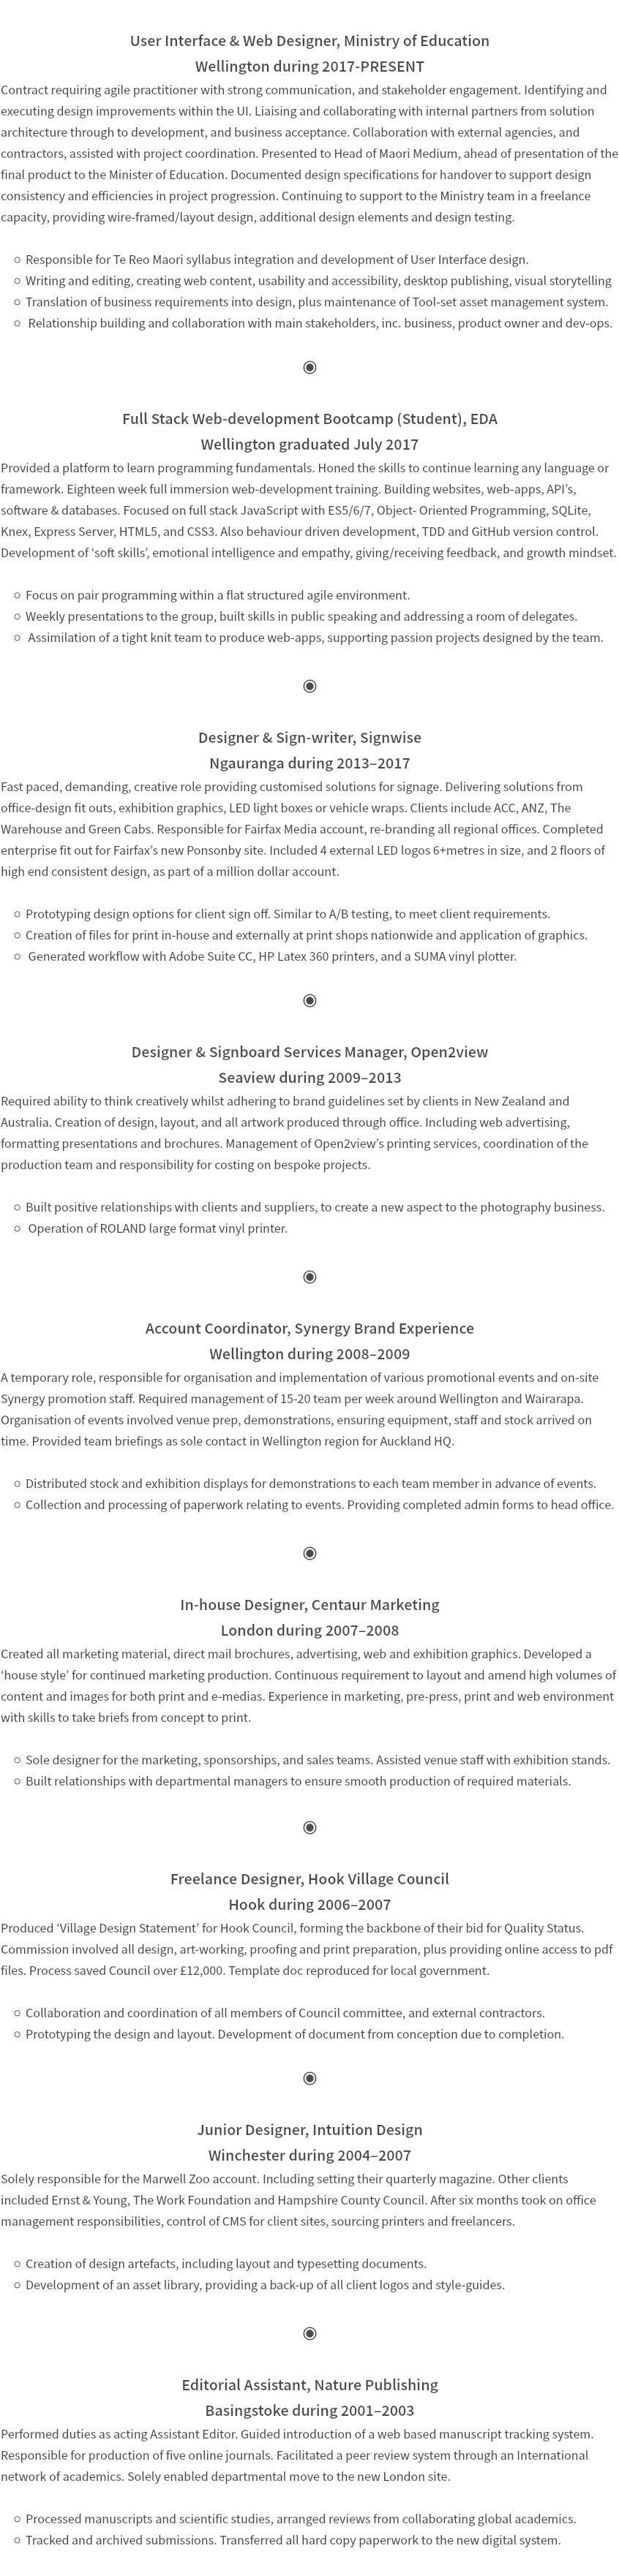 User Interface & Web Designer, Ministry of Education
Wellington during 2017-PRESENT
Contract requiring agile practitioner with strong communication, and stakeholder engagement. Identifying and
executing design improvements within the UI. Liaising and collaborating with internal partners from solution
architecture through to development, and business acceptance. Collaboration with external agencies, and
contractors, assisted with project coordination. Presented to Head of Maori Medium, ahead of presentation of the
final product to the Minister of Education. Documented design specifications for handover to support design
consistency and efficiencies in project progression. Continuing to support to the Ministry team in a freelance
capacity, providing wire-framed/layout design, additional design elements and design testing.
○ Responsible for Te Reo Maori syllabus integration and development of User Interface design.
○ Writing and editing, creating web content, usability and accessibility, desktop publishing, visual storytelling
○ Translation of business requirements into design, plus maintenance of Tool-set asset management system.
○ Relationship building and collaboration with main stakeholders, inc. business, product owner and dev-ops.
◉
Full Stack Web-development Bootcamp (Student), EDA
Wellington graduated July 2017
Provided a platform to learn programming fundamentals. Honed the skills to continue learning any language or
framework. Eighteen week full immersion web-development training. Building websites, web-apps, API’s,
software & databases. Focused on full stack JavaScript with ES5/6/7, Object- Oriented Programming, SQLite,
Knex, Express Server, HTML5, and CSS3. Also behaviour driven development, TDD and GitHub version control.
Development of ‘soft skills’, emotional intelligence and empathy, giving/receiving feedback, and growth mindset.
○ Focus on pair programming within a flat structured agile environment.
○ Weekly presentations to the group, built skills in public speaking and addressing a room of delegates.
○ Assimilation of a tight knit team to produce web-apps, supporting passion projects designed by the team.
◉
Designer & Sign-writer, Signwise
Ngauranga during 2013–2017
Fast paced, demanding, creative role providing customised solutions for signage. Delivering solutions from
office-design fit outs, exhibition graphics, LED light boxes or vehicle wraps. Clients include ACC, ANZ, The
Warehouse and Green Cabs. Responsible for Fairfax Media account, re-branding all regional offices. Completed
enterprise fit out for Fairfax’s new Ponsonby site. Included 4 external LED logos 6+metres in size, and 2 floors of
high end consistent design, as part of a million dollar account.
○ Prototyping design options for client sign off. Similar to A/B testing, to meet client requirements.
○ Creation of files for print in-house and externally at print shops nationwide and application of graphics.
○ Generated workflow with Adobe Suite CC, HP Latex 360 printers, and a SUMA vinyl plotter.
◉
Designer & Signboard Services Manager, Open2view
Seaview during 2009–2013
Required ability to think creatively whilst adhering to brand guidelines set by clients in New Zealand and
Australia. Creation of design, layout, and all artwork produced through office. Including web advertising,
formatting presentations and brochures. Management of Open2view’s printing services, coordination of the
production team and responsibility for costing on bespoke projects.
○ Built positive relationships with clients and suppliers, to create a new aspect to the photography business.
○ Operation of ROLAND large format vinyl printer.
◉
Account Coordinator, Synergy Brand Experience
Wellington during 2008–2009
A temporary role, responsible for organisation and implementation of various promotional events and on-site
Synergy promotion staff. Required management of 15-20 team per week around Wellington and Wairarapa.
Organisation of events involved venue prep, demonstrations, ensuring equipment, staff and stock arrived on
time. Provided team briefings as sole contact in Wellington region for Auckland HQ.
○ Distributed stock and exhibition displays for demonstrations to each team member in advance of events.
○ Collection and processing of paperwork relating to events. Providing completed admin forms to head office.
◉
In-house Designer, Centaur Marketing
London during 2007–2008
Created all marketing material, direct mail brochures, advertising, web and exhibition graphics. Developed a
‘house style’ for continued marketing production. Continuous requirement to layout and amend high volumes of
content and images for both print and e-medias. Experience in marketing, pre-press, print and web environment
with skills to take briefs from concept to print.
○ Sole designer for the marketing, sponsorships, and sales teams. Assisted venue staff with exhibition stands.
○ Built relationships with departmental managers to ensure smooth production of required materials.
◉
Freelance Designer, Hook Village Council
Hook during 2006–2007
Produced ‘Village Design Statement’ for Hook Council, forming the backbone of their bid for Quality Status.
Commission involved all design, art-working, proofing and print preparation, plus providing online access to pdf
files. Process saved Council over £12,000. Template doc reproduced for local government.
○ Collaboration and coordination of all members of Council committee, and external contractors.
○ Prototyping the design and layout. Development of document from conception due to completion.
◉
Junior Designer, Intuition Design
Winchester during 2004–2007
Solely responsible for the Marwell Zoo account. Including setting their quarterly magazine. Other clients
included Ernst & Young, The Work Foundation and Hampshire County Council. After six months took on office
management responsibilities, control of CMS for client sites, sourcing printers and freelancers.
○ Creation of design artefacts, including layout and typesetting documents.
○ Development of an asset library, providing a back-up of all client logos and style-guides.
◉
Editorial Assistant, Nature Publishing
Basingstoke during 2001–2003
Performed duties as acting Assistant Editor. Guided introduction of a web based manuscript tracking system.
Responsible for production of five online journals. Facilitated a peer review system through an International
network of academics. Solely enabled departmental move to the new London site.
○ Processed manuscripts and scientific studies, arranged reviews from collaborating global academics.
○ Tracked and archived submissions. Transferred all hard copy paperwork to the new digital system.